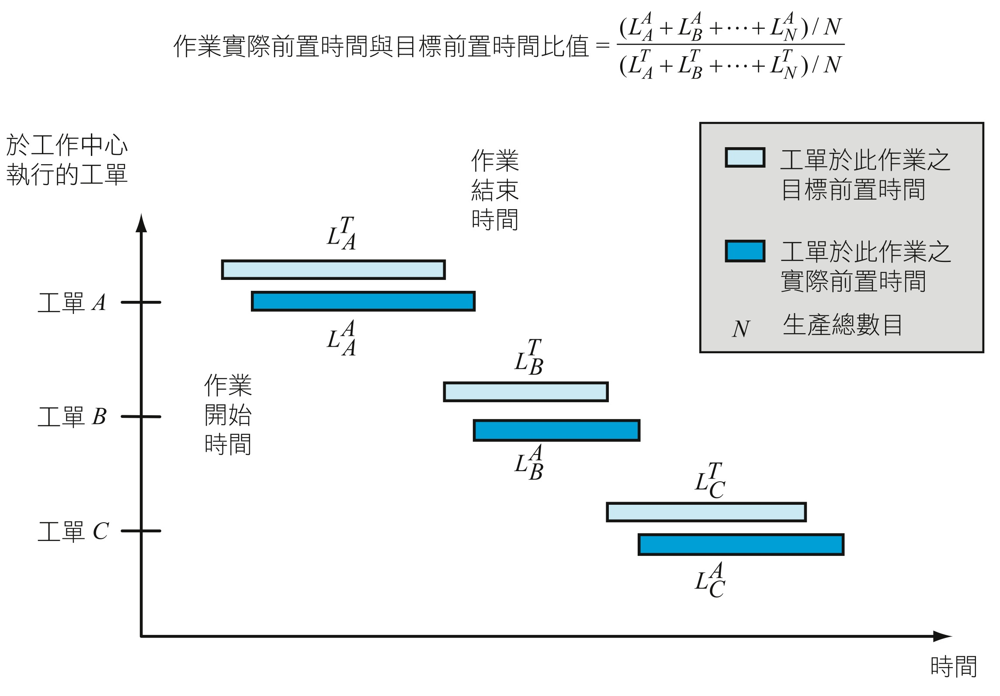 作業實際前置時間與目標前置時間比值 = (L_A^A + L_B^A + ⋯ + L_N^A) / N
(L_A^T + L_B^T + ⋯ + L_N^T) / N
於工作中心
執行的工單
作業
結束
時間
工單於此作業之
目標前置時間
工單於此作業之
實際前置時間
N 生產總數目
L_A^T
工單 A
L_A^A
L_B^T
作業
開始
時間
工單 B
L_B^A
L_C^T
工單 C
L_C^A
時間